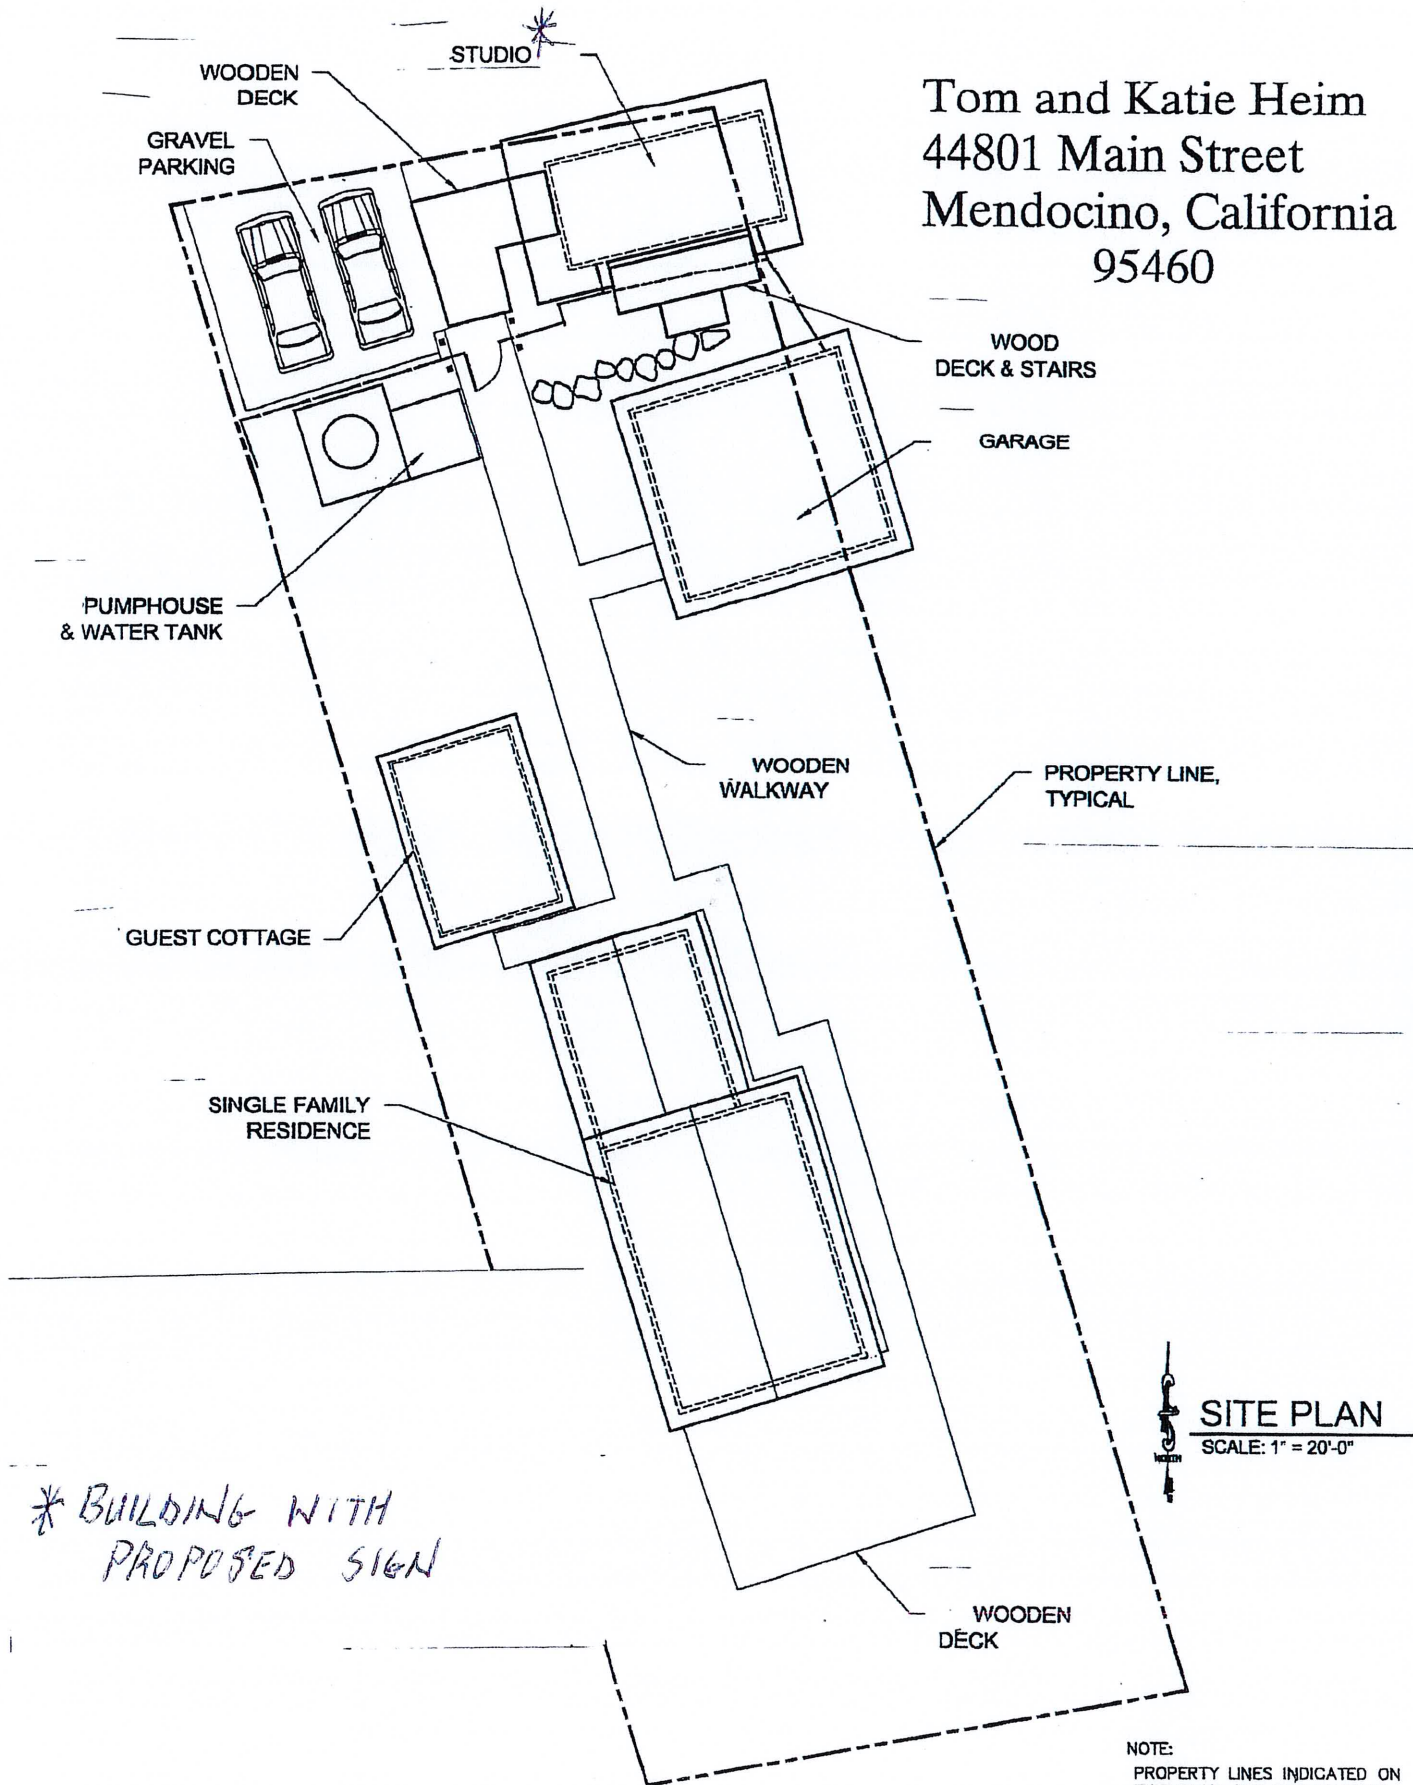 STUDIO *
WOODEN
DECK
GRAVEL
PARKING
Tom and Katie Heim
44801 Main Street
Mendocino, California
95460
WOOD
DECK & STAIRS
GARAGE
PUMPHOUSE
& WATER TANK
WOODEN
WALKWAY
PROPERTY LINE,
TYPICAL
GUEST COTTAGE
SINGLE FAMILY
RESIDENCE
NORTH
SITE PLAN
SCALE: 1" = 20'-0"
* BUILDING WITH
PROPOSED SIGN
WOODEN
DECK
NOTE:
PROPERTY LINES INDICATED ON